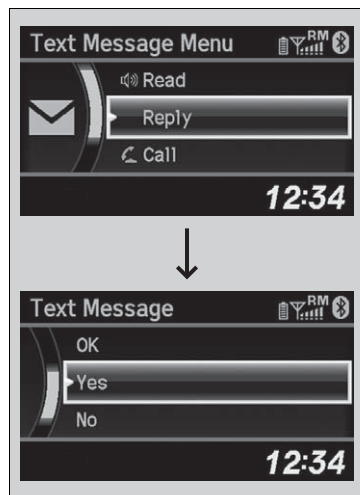 Text Message Menu RM
Read
Reply
Call
12:34
Text Message RM
OK
Yes
No
12:34